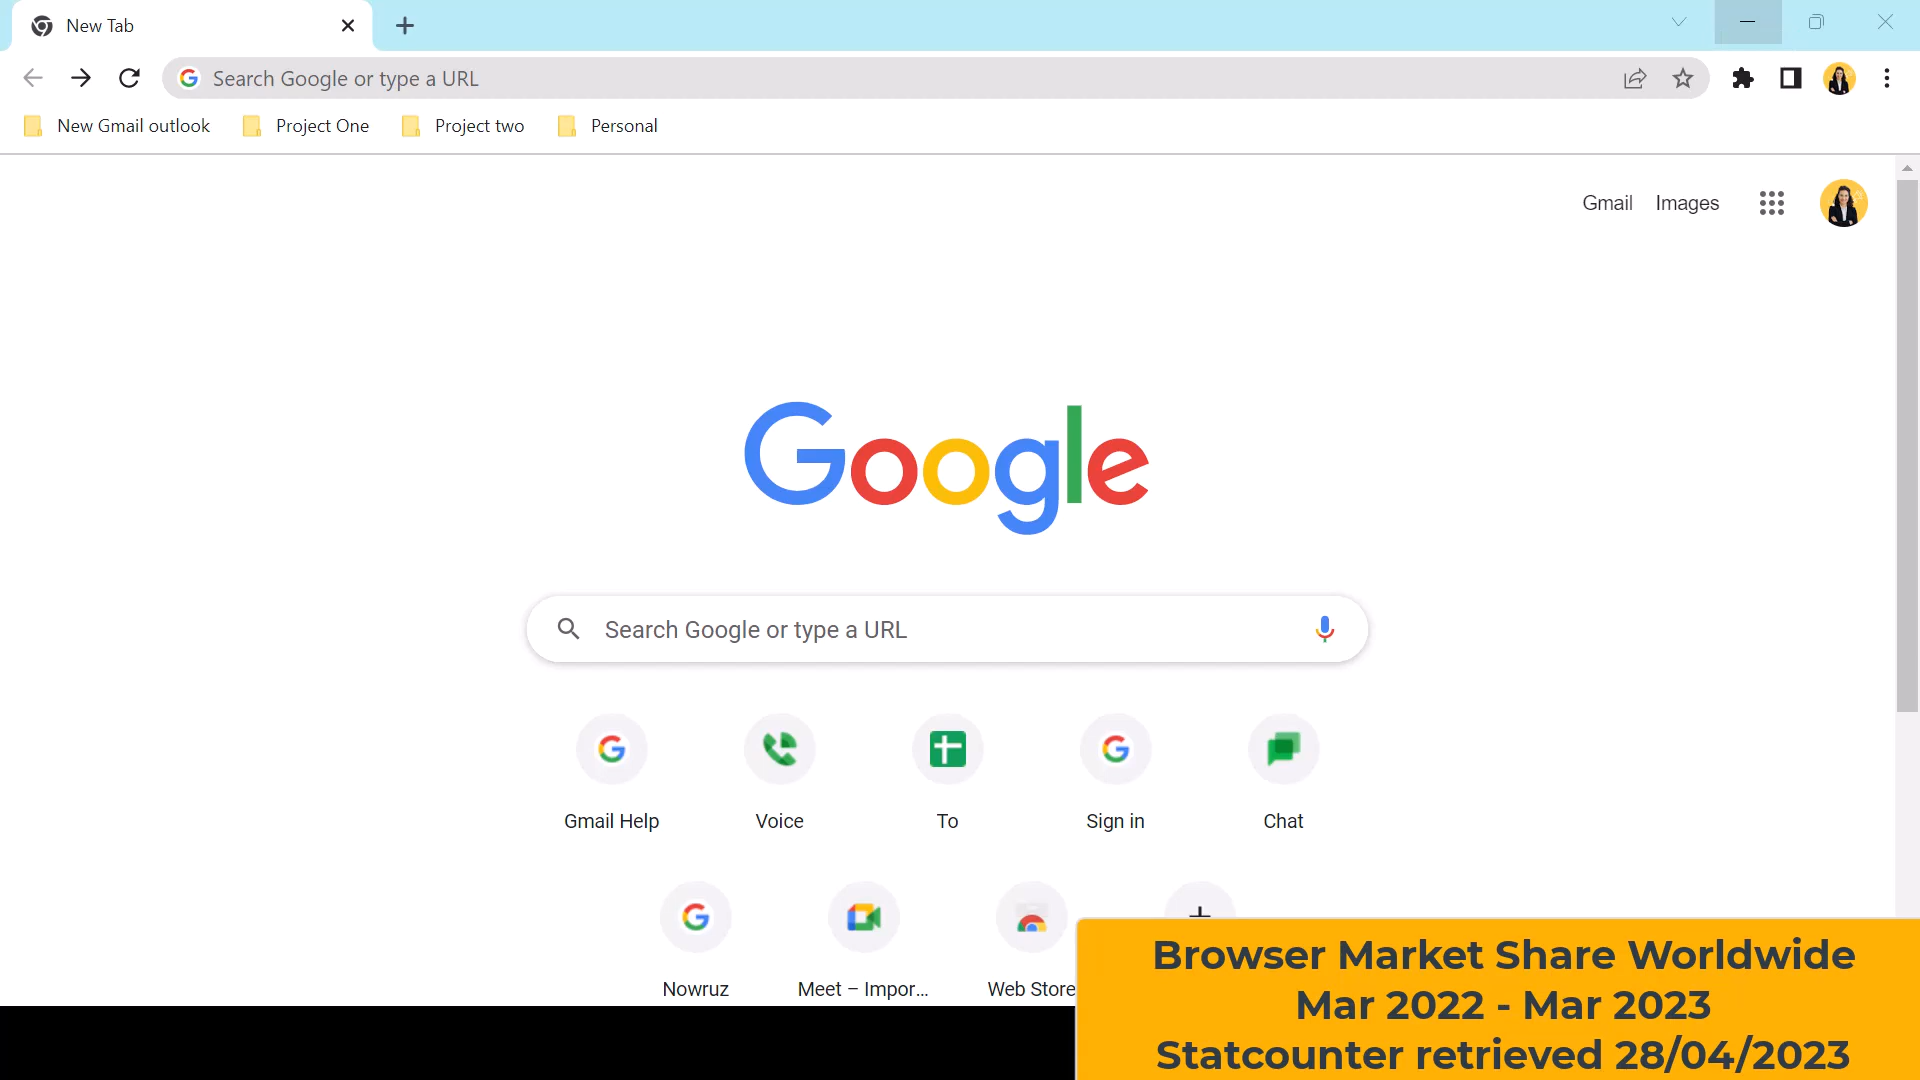 New Tab
Search Google or type a URL
New Gmail outlook
Project One
Project two
Personal
Gmail
Images
Google
Search Google or type a URL
Gmail Help
Voice
To
Sign in
Chat
Nowruz
Meet – Impor...
Web Store
Browser Market Share Worldwide
Mar 2022 - Mar 2023
Statcounter retrieved 28/04/2023